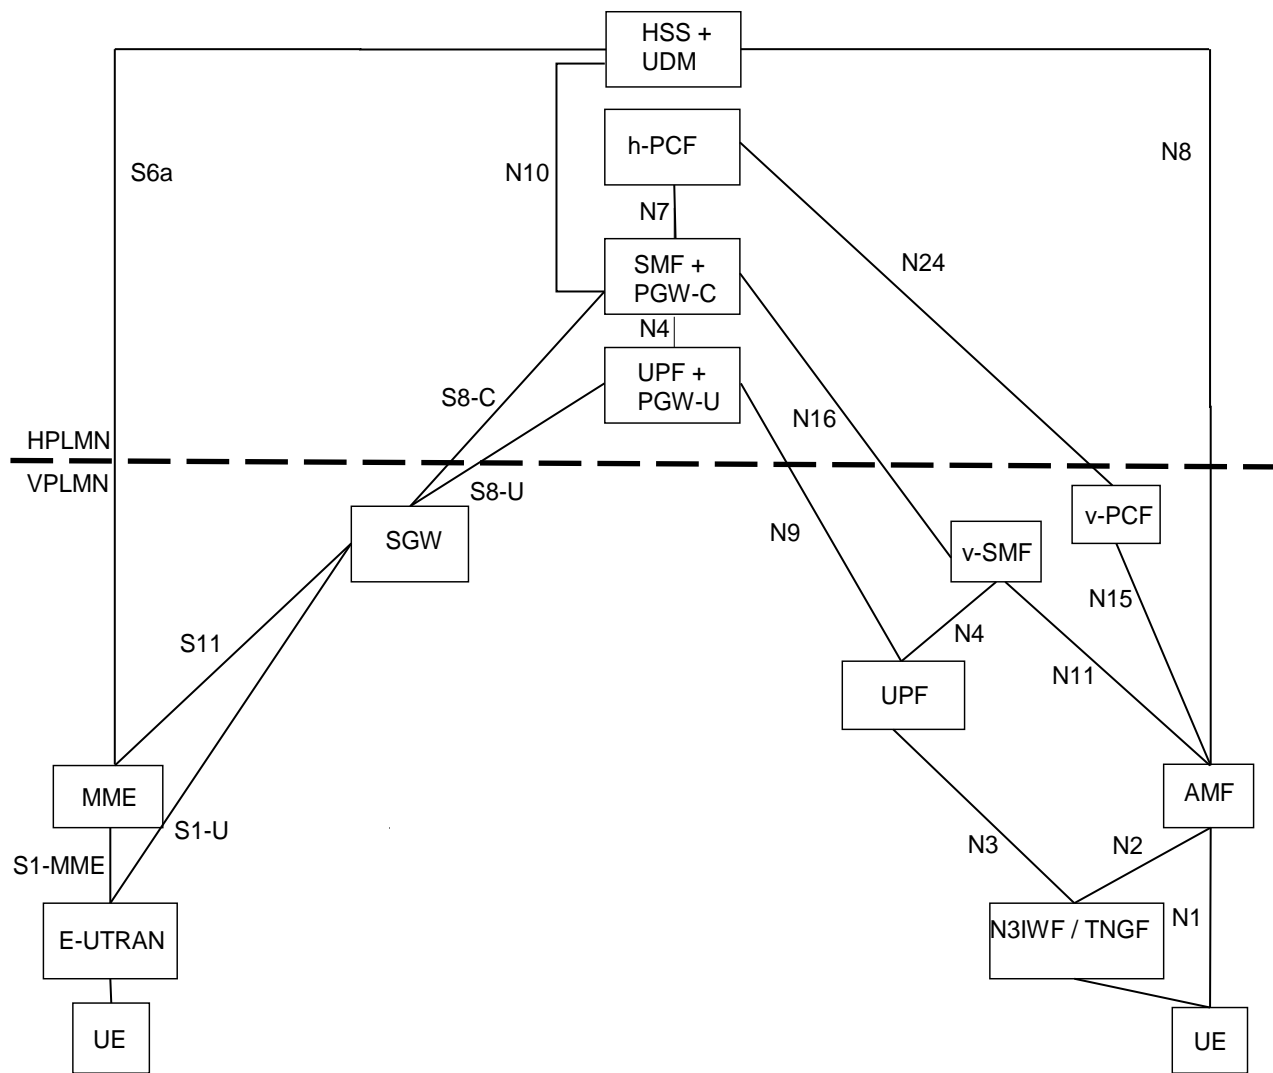 HSS +
UDM
h-PCF
S6a
N10
N8
N7
N24
SMF +
PGW-C
N4
UPF +
PGW-U
S8-C
N16
HPLMN
VPLMN
S8-U
v-PCF
SGW
N9
v-SMF
N15
S11
N4
N11
UPF
MME
AMF
S1-U
N3
N2
S1-MME
N1
E-UTRAN
N3IWF / TNGF
UE
UE